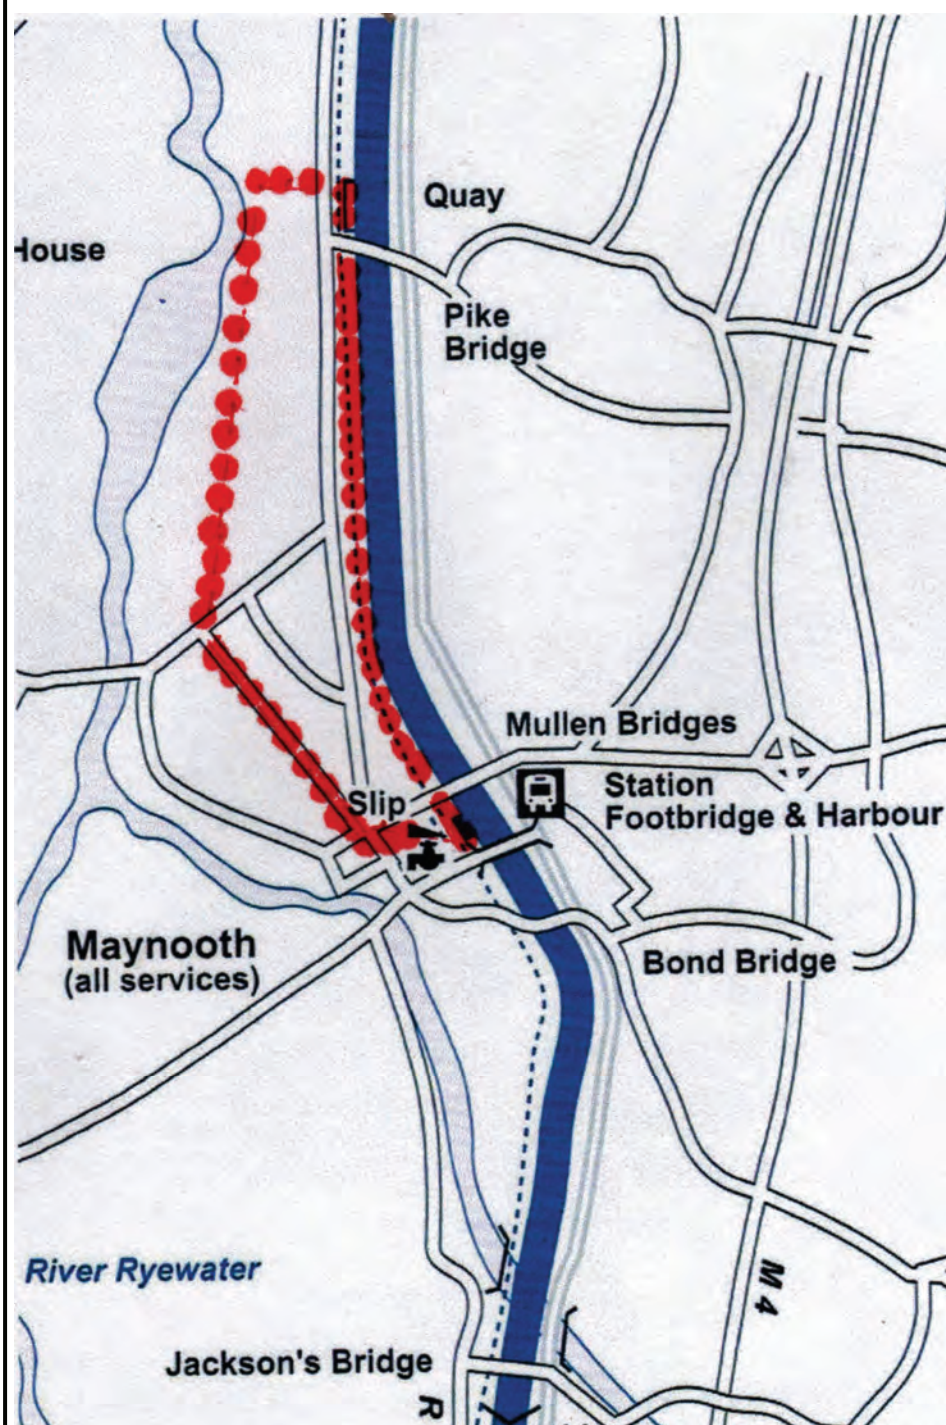 Quay
House
Pike
Bridge
Mullen Bridges
Station
Footbridge & Harbour
Slip
Maynooth
(all services)
Bond Bridge
River Ryewater
M4
Jackson's Bridge
R